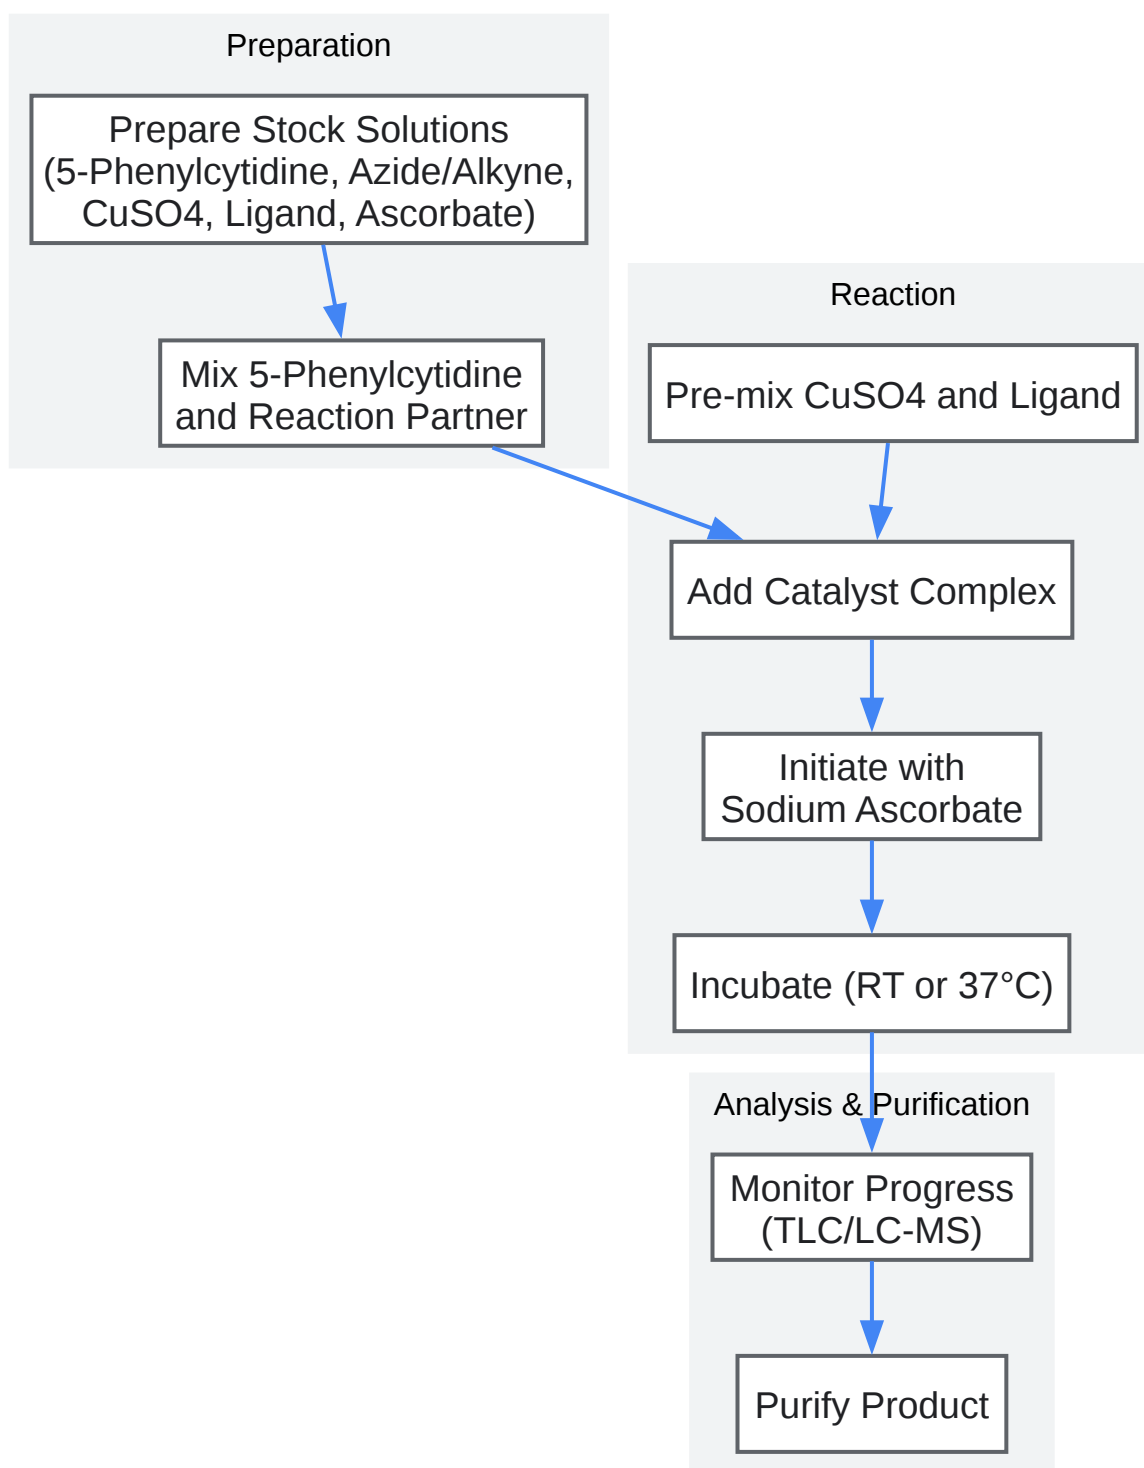 Preparation
Prepare Stock Solutions
(5-Phenylcytidine, Azide/Alkyne,
CuSO4, Ligand, Ascorbate)
Mix 5-Phenylcytidine
and Reaction Partner
Reaction
Pre-mix CuSO4 and Ligand
Add Catalyst Complex
Initiate with
Sodium Ascorbate
Incubate (RT or 37°C)
Analysis & Purification
Monitor Progress
(TLC/LC-MS)
Purify Product